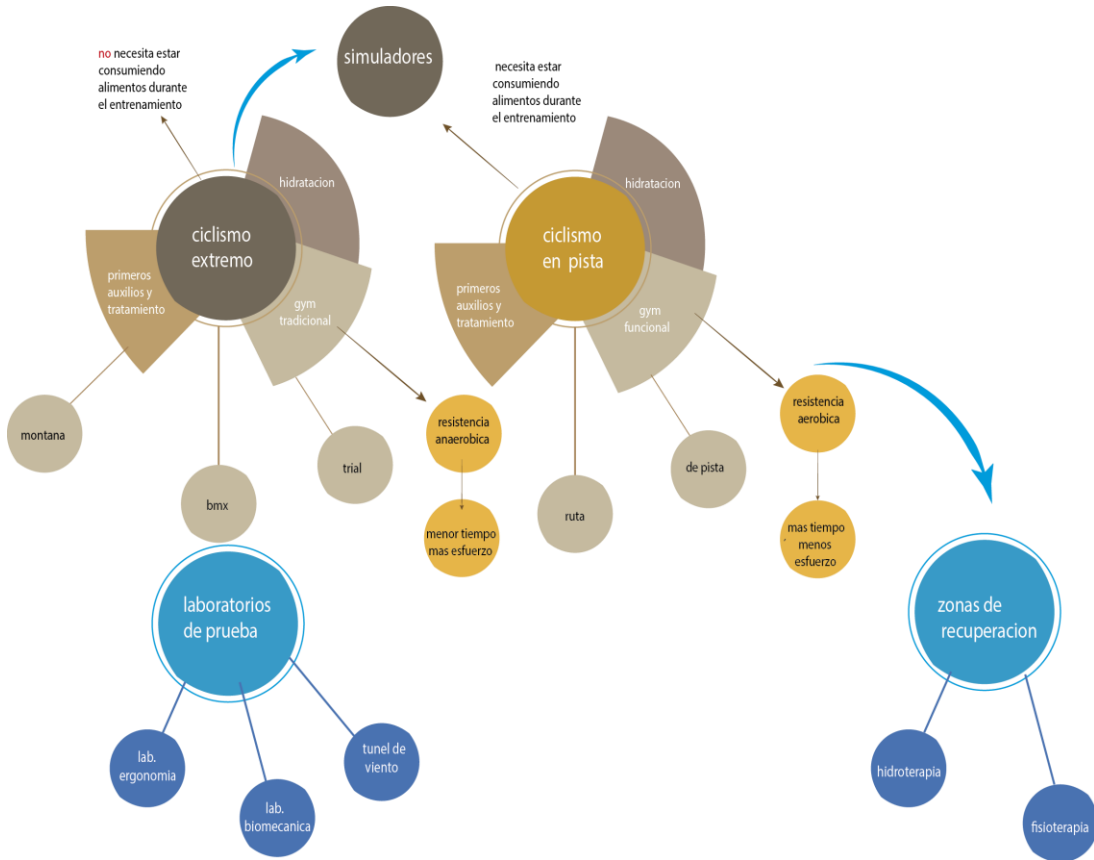 no necesita estar
consumiendo
alimentos durante
el entrenamiento
simuladores
necesita estar
consumiendo
alimentos durante
el entrenamiento
hidratacion
ciclismo
extremo
primeros
auxilios y
tratamiento
gym
tradicional
hidratacion
ciclismo
en pista
primeros
auxilios y
tratamiento
gym
funcional
montana
bmx
trial
resistencia
anaerobica
menor tiempo
mas esfuerzo
ruta
de pista
resistencia
aerobica
mas tiempo
menos
esfuerzo
laboratorios
de prueba
lab.
ergonomia
lab.
biomecanica
tunel de
viento
zonas de
recuperacion
hidroterapia
fisioterapia